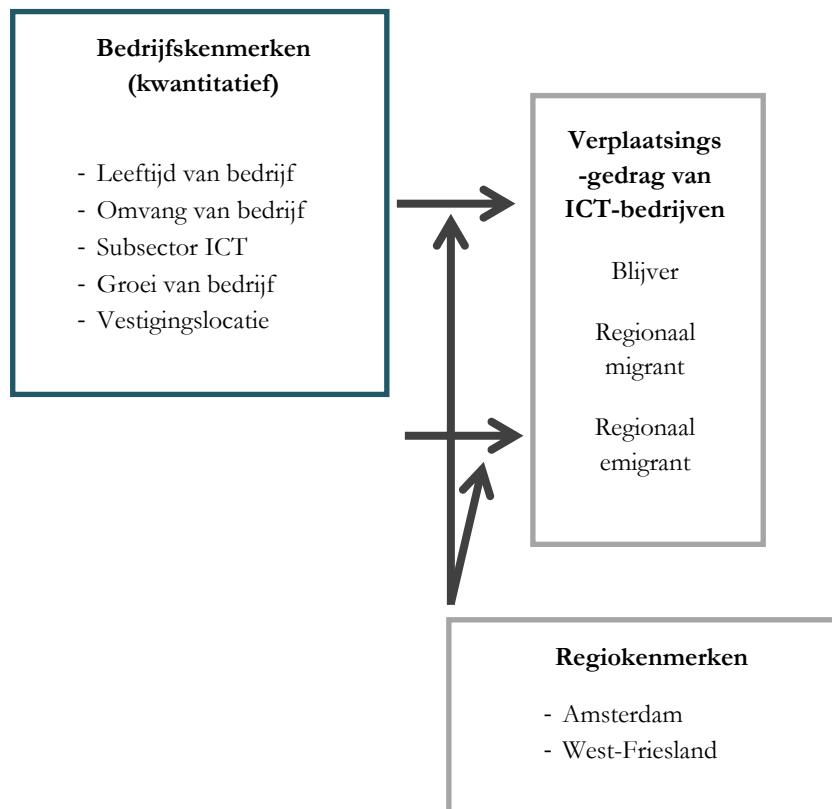 Bedrijfskenmerken
(kwantitatief)
- Leeftijd van bedrijf
- Omvang van bedrijf
- Subsector ICT
- Groei van bedrijf
- Vestigingslocatie
Verplaatsings
-gedrag van
ICT-bedrijven
Blijver
Regionaal
migrant
Regionaal
emigrant
Regiokenmerken
- Amsterdam
- West-Friesland